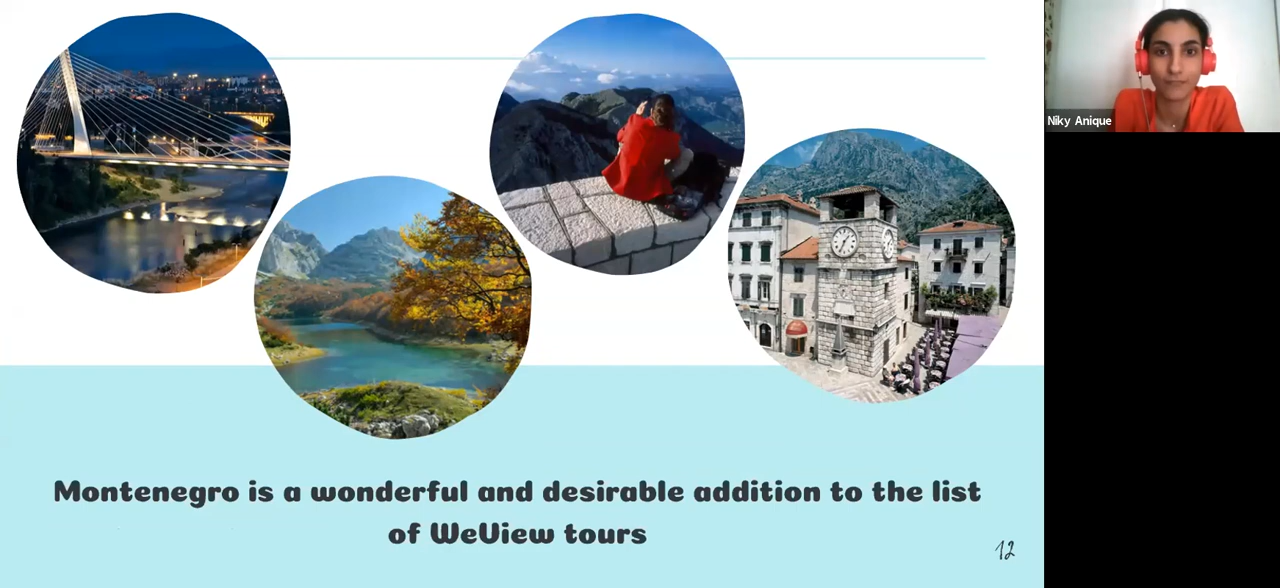 Niky Anique
Montenegro is a wonderful and desirable addition to the list
of WeView tours
12